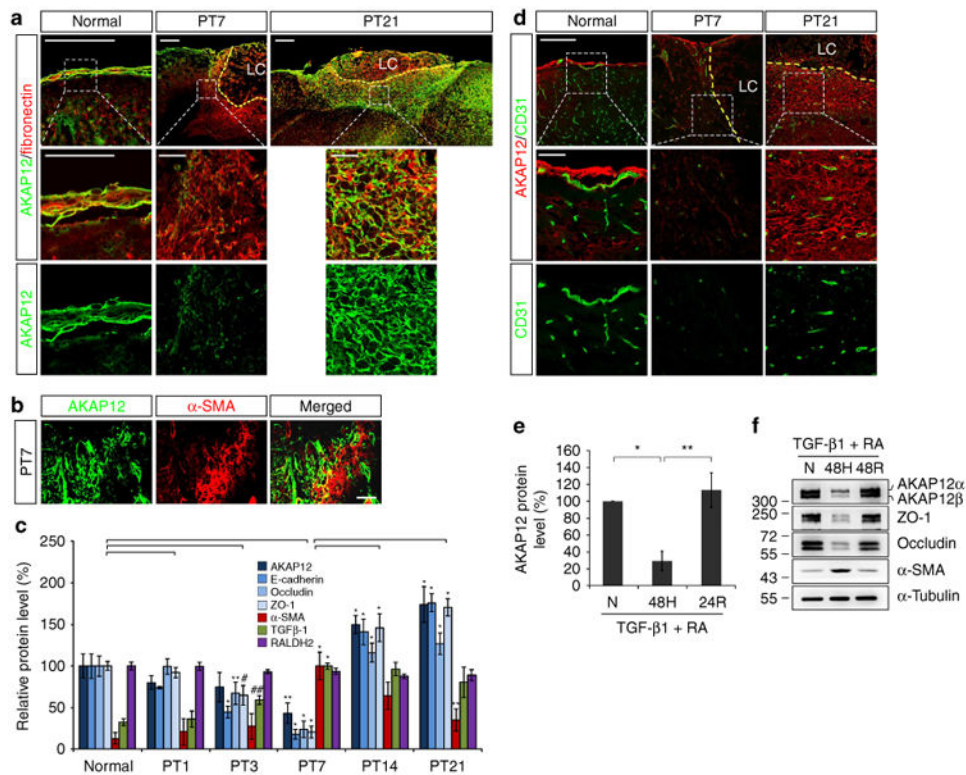 a
Normal
PT7
PT21
AKAP12/fibronectin
LC
LC
AKAP12
b
AKAP12
α-SMA
Merged
PT7
c
Relative protein level (%)
250
200
150
100
50
0
AKAP12
E-cadherin
Occludin
ZO-1
α-SMA
TGFβ-1
RALDH2
* ** # ##
** * * *
* *
* * * *
* * * * **
Normal
PT1
PT3
PT7
PT14
PT21
d
Normal
PT7
PT21
AKAP12/CD31
LC
LC
CD31
e
AKAP12 protein
level (%)
160
140
120
100
80
60
40
20
0
* **
N 48H 24R
TGF-β1 + RA
f
TGF-β1 + RA
N 48H 48R
AKAP12α
AKAP12β
300
250
ZO-1
150
72
Occludin
55
α-SMA
43
55
α-Tubulin